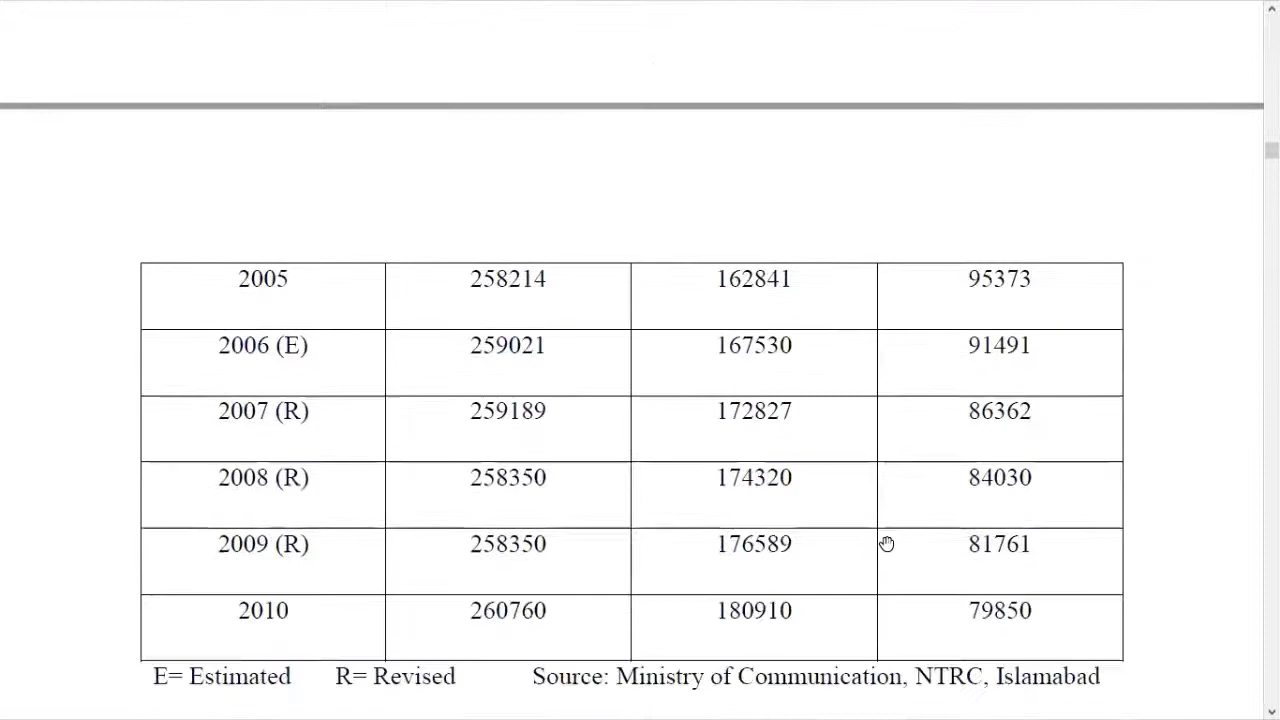 2005 258214 162841 95373
2006 (E) 259021 167530 91491
2007 (R) 259189 172827 86362
2008 (R) 258350 174320 84030
2009 (R) 258350 176589 81761
2010 260760 180910 79850
E= Estimated R= Revised Source: Ministry of Communication, NTRC, Islamabad